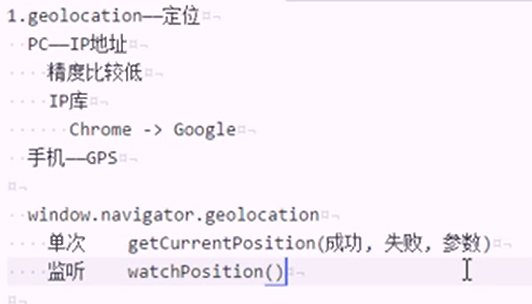 1.geolocation——定位
PC——IP地址
精度比较低
IP库
Chrome -> Google
手机——GPS
window.navigator.geolocation
单次 getCurrentPosition(成功, 失败, 参数)
监听 watchPosition()